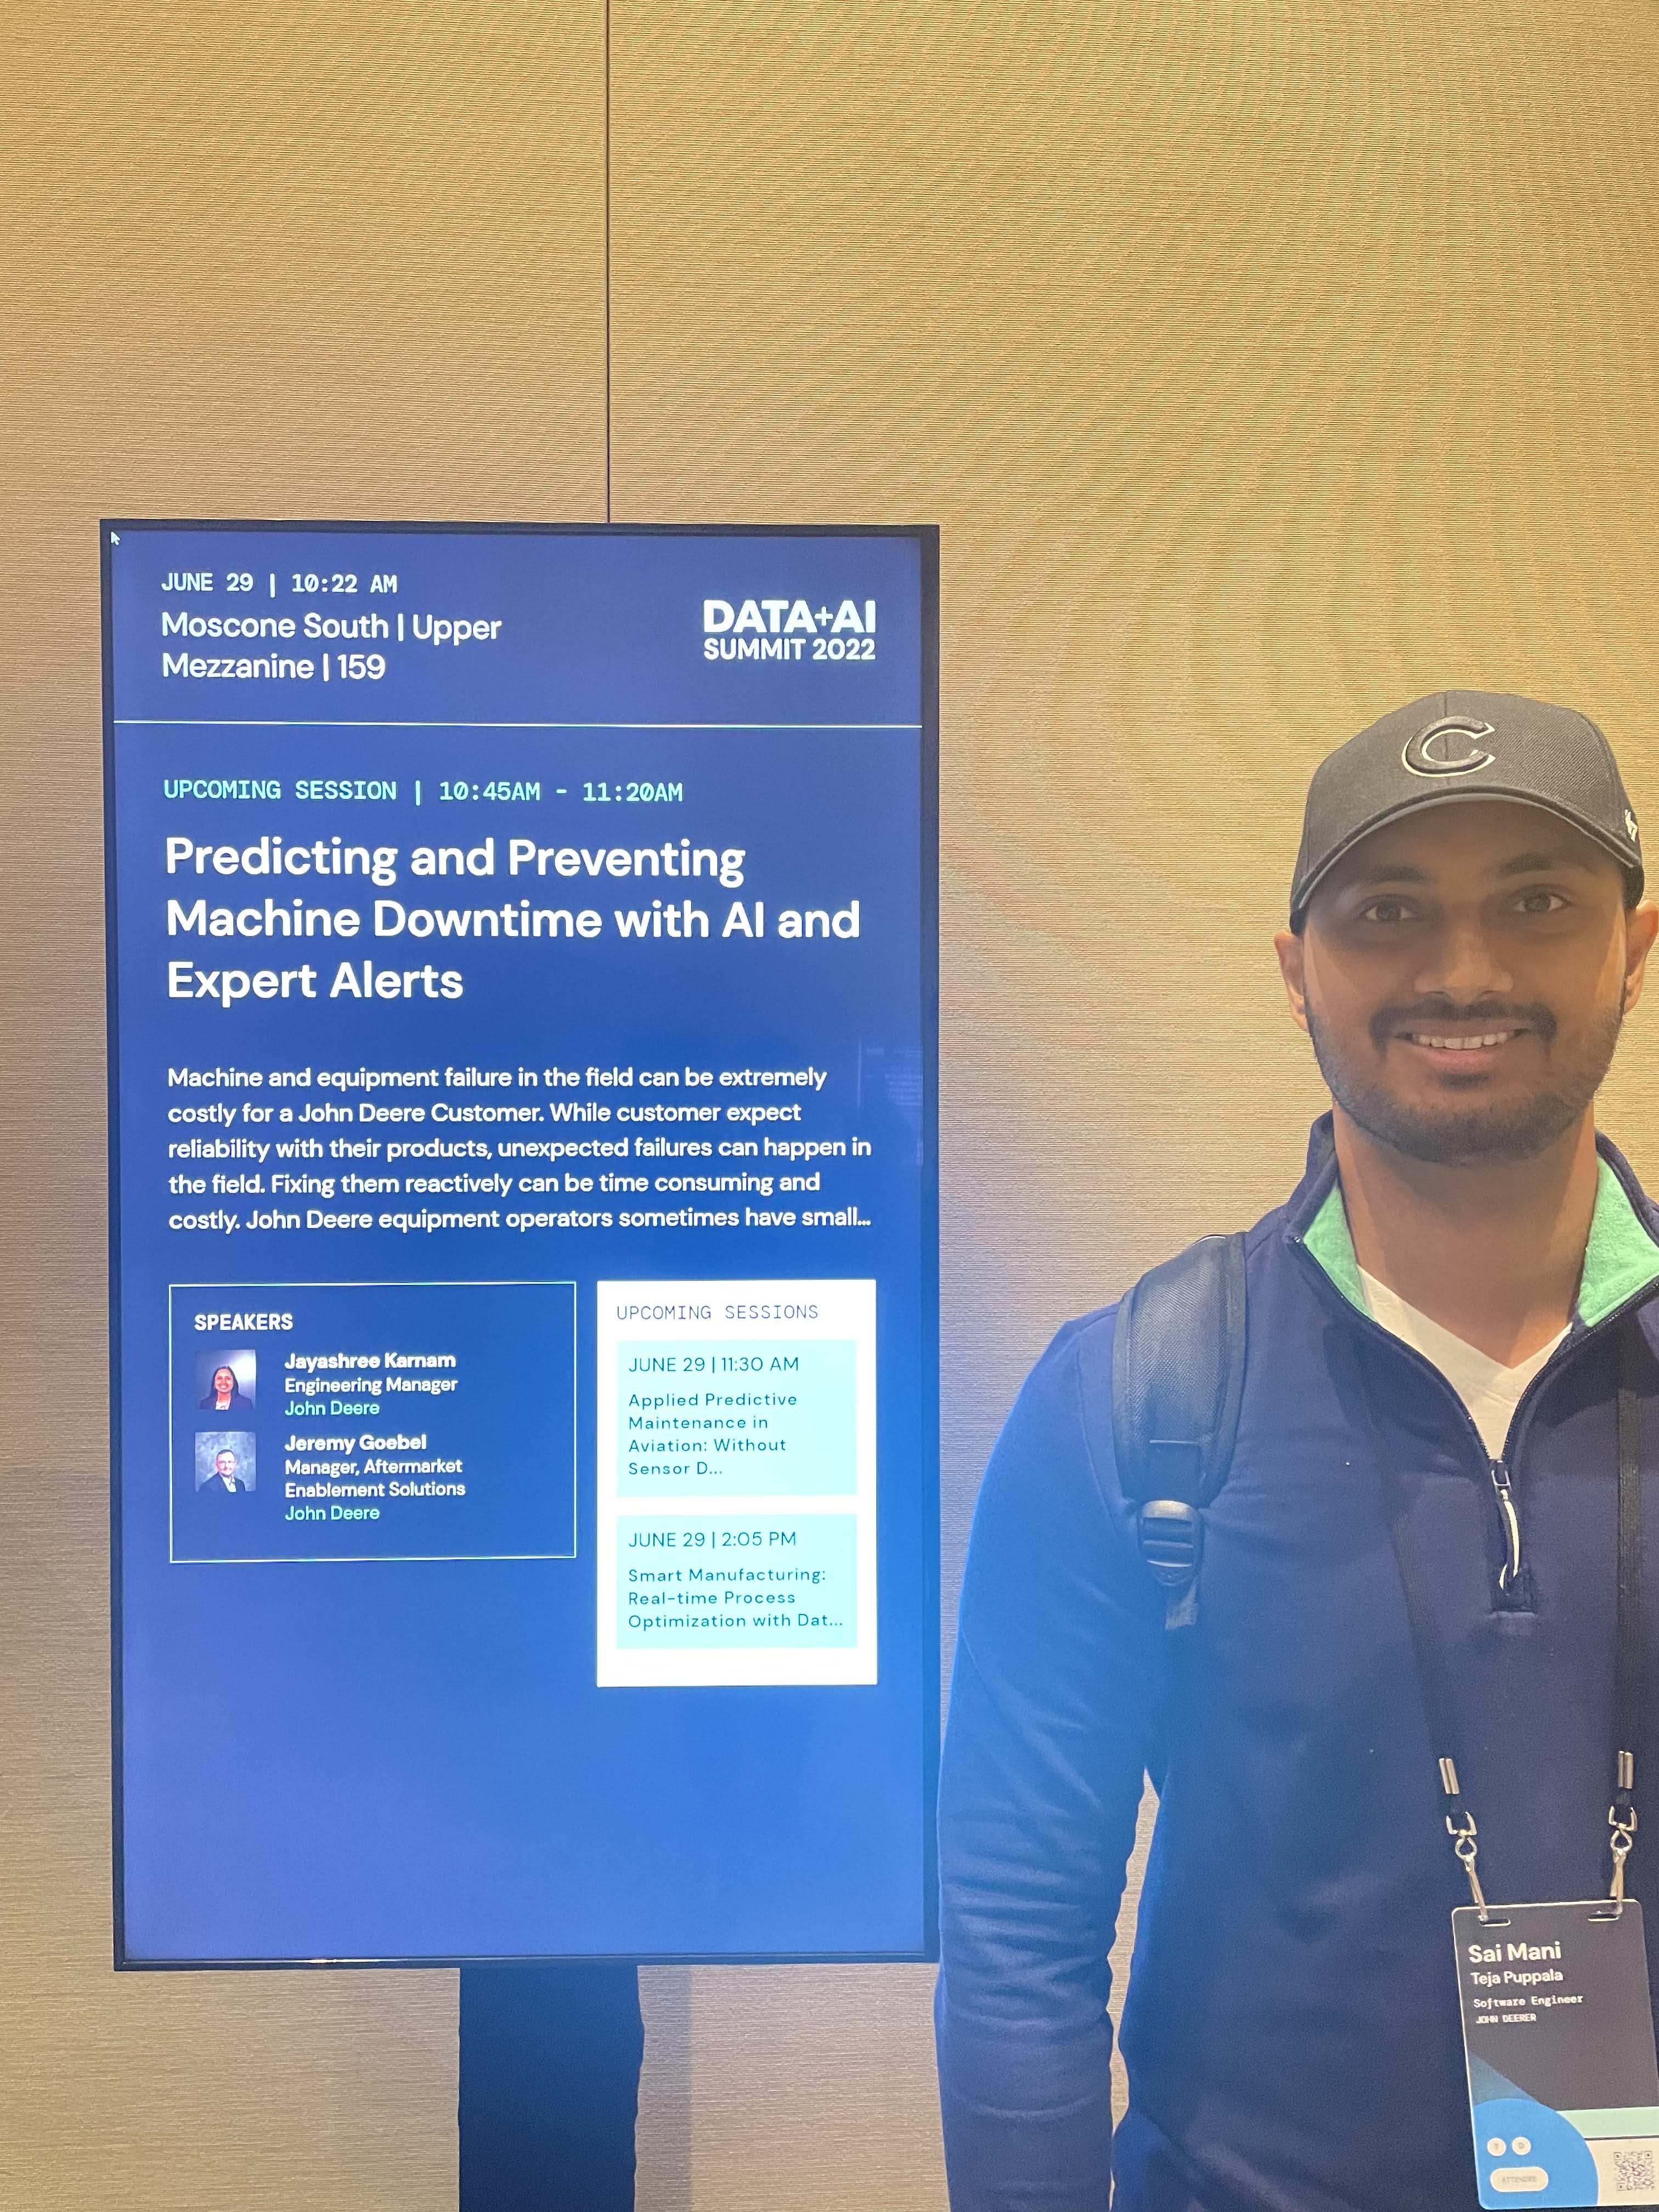 JUNE 29 | 10:22 AM
Moscone South | Upper
Mezzanine | 159
DATA+AI
SUMMIT 2022
UPCOMING SESSION | 10:45AM - 11:20AM
Predicting and Preventing
Machine Downtime with AI and
Expert Alerts
Machine and equipment failure in the field can be extremely
costly for a John Deere Customer. While customer expect
reliability with their products, unexpected failures can happen in
the field. Fixing them reactively can be time consuming and
costly. John Deere equipment operators sometimes have small...
SPEAKERS
Jayashree Karnam
Engineering Manager
John Deere
Jeremy Goebel
Manager, Aftermarket
Enablement Solutions
John Deere
UPCOMING SESSIONS
JUNE 29 | 11:30 AM
Applied Predictive
Maintenance in
Aviation: Without
Sensor D...
JUNE 29 | 2:05 PM
Smart Manufacturing:
Real-time Process
Optimization with Dat...
C
Sai Mani
Teja Puppala
Software Engineer
JOHN DEERER
ATTENDEE